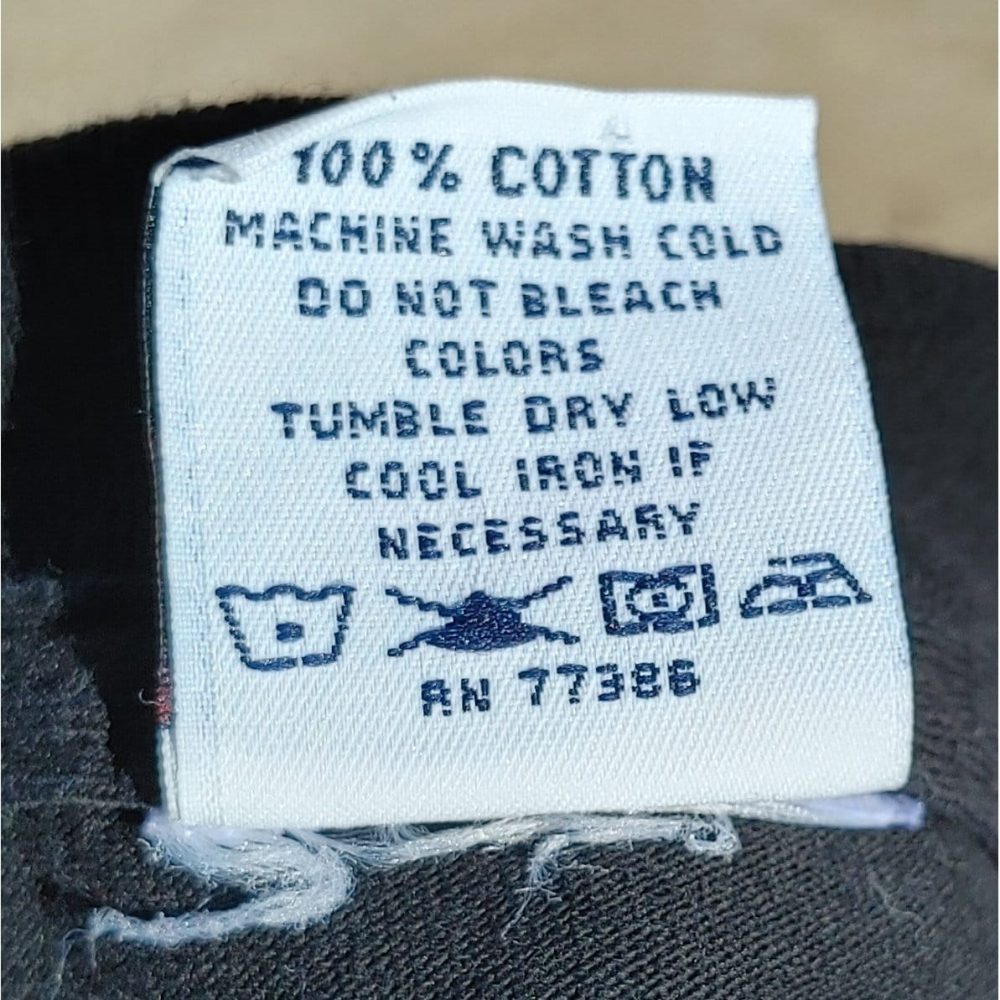 100% COTTON
MACHINE WASH COLD
DO NOT BLEACH
COLORS
TUMBLE DRY LOW
COOL IRON IF
NECESSARY
RN 77386